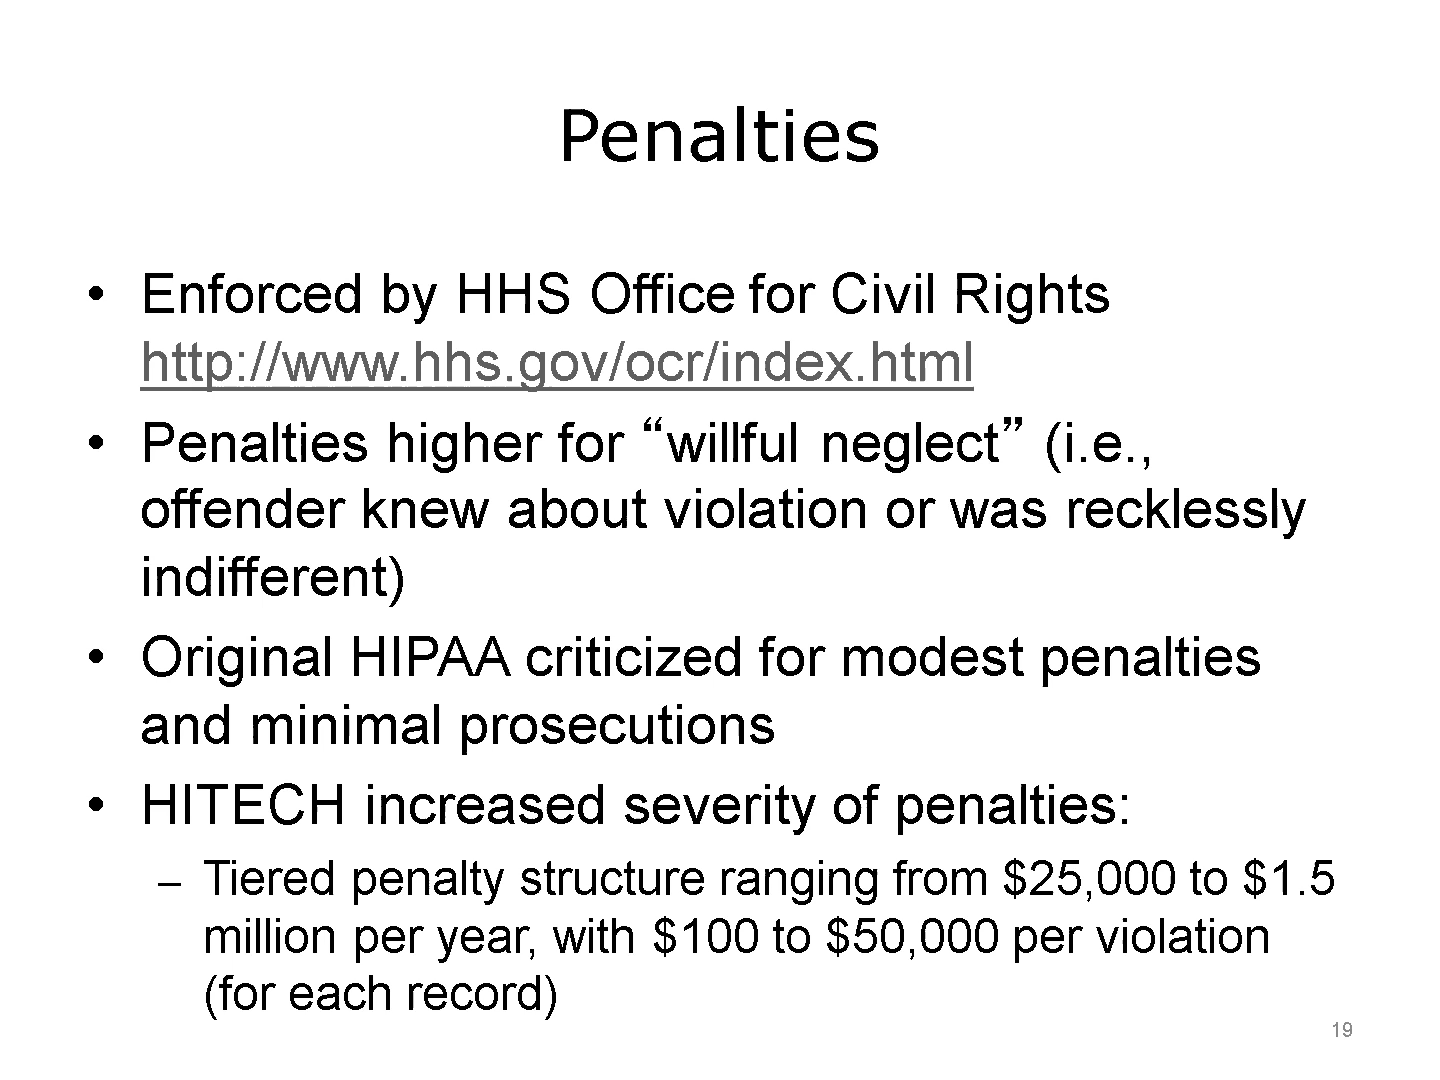 Penalties
• Enforced by HHS Office for Civil Rights
http://www.hhs.gov/ocr/index.html
• Penalties higher for “willful neglect” (i.e.,
offender knew about violation or was recklessly
indifferent)
• Original HIPAA criticized for modest penalties
and minimal prosecutions
• HITECH increased severity of penalties:
– Tiered penalty structure ranging from $25,000 to $1.5
million per year, with $100 to $50,000 per violation
(for each record)
19